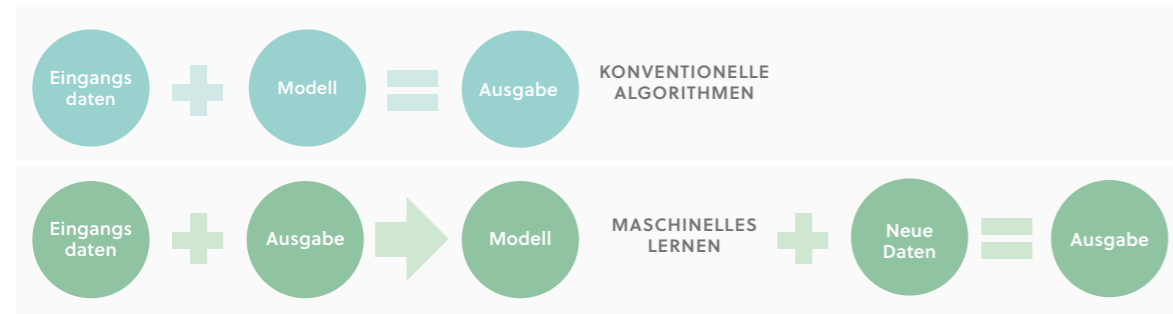 Eingangs
daten
Modell
Ausgabe
KONVENTIONELLE
ALGORITHMEN
Eingangs
daten
Ausgabe
Modell
MASCHINELLES
LERNEN
Neue
Daten
Ausgabe